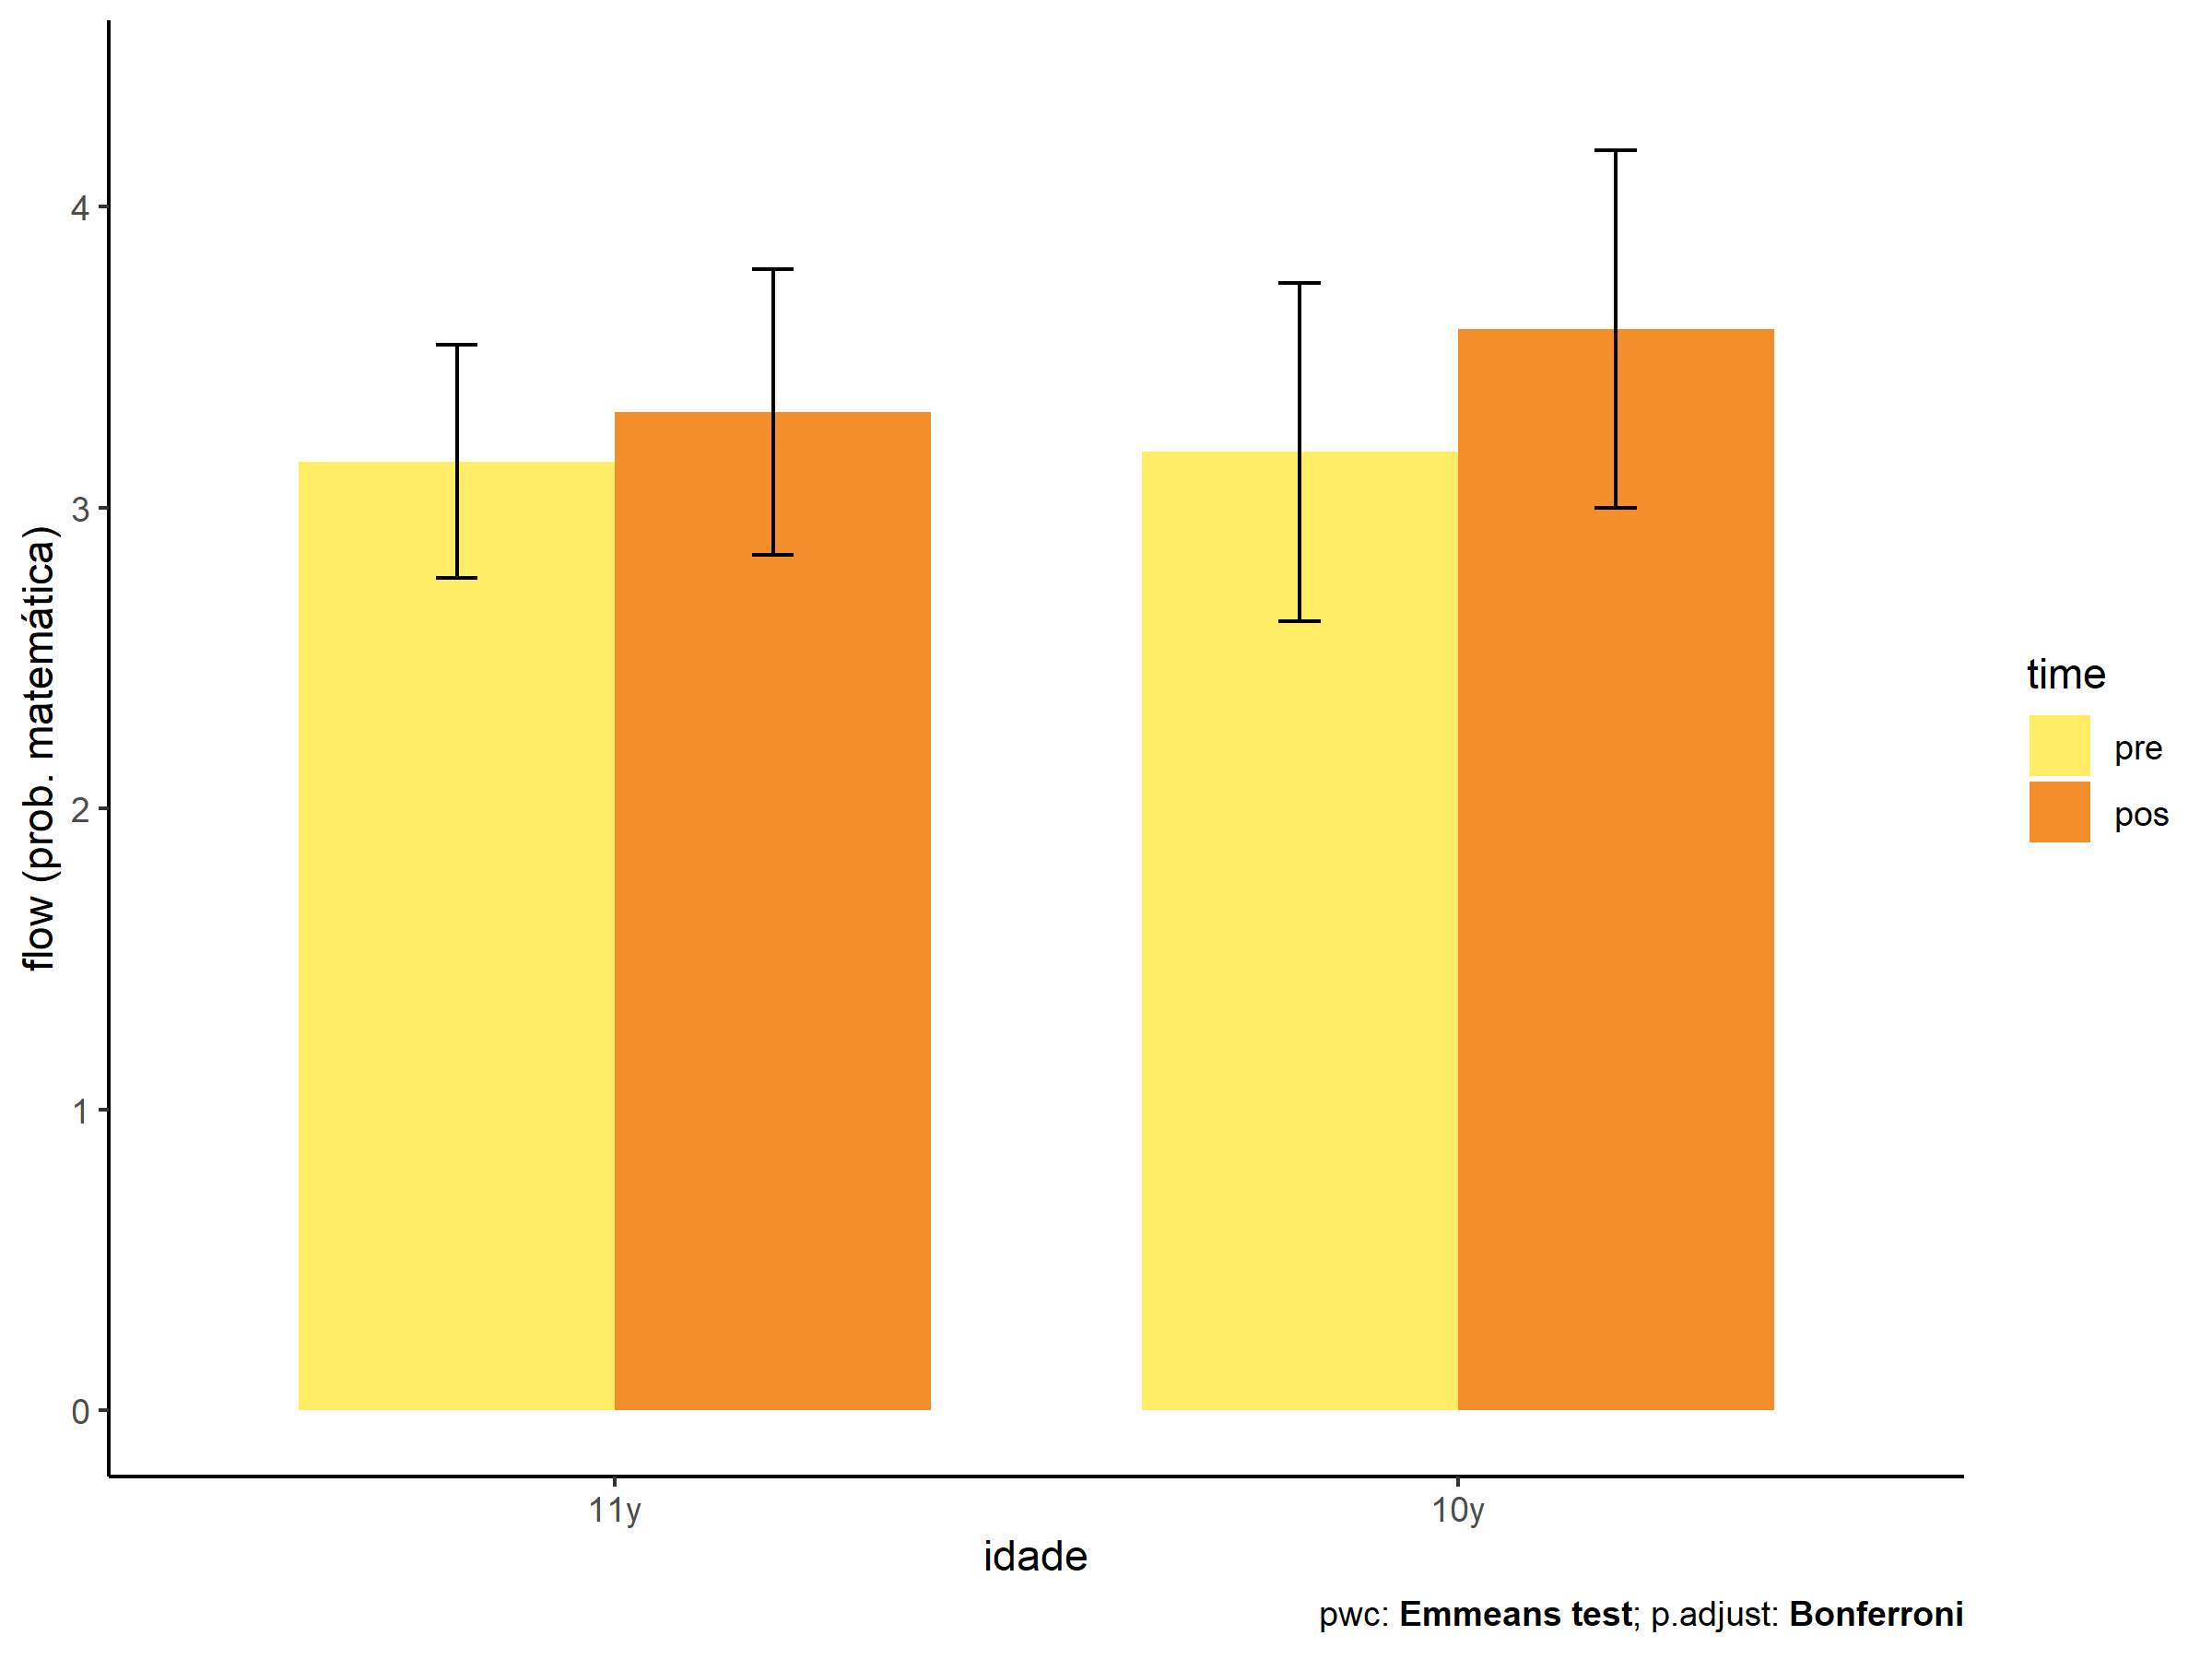 flow (prob. matemática)
4
3
2
1
0
11y
10y
idade
time
pre
pos
pwc: Emmeans test; p.adjust: Bonferroni